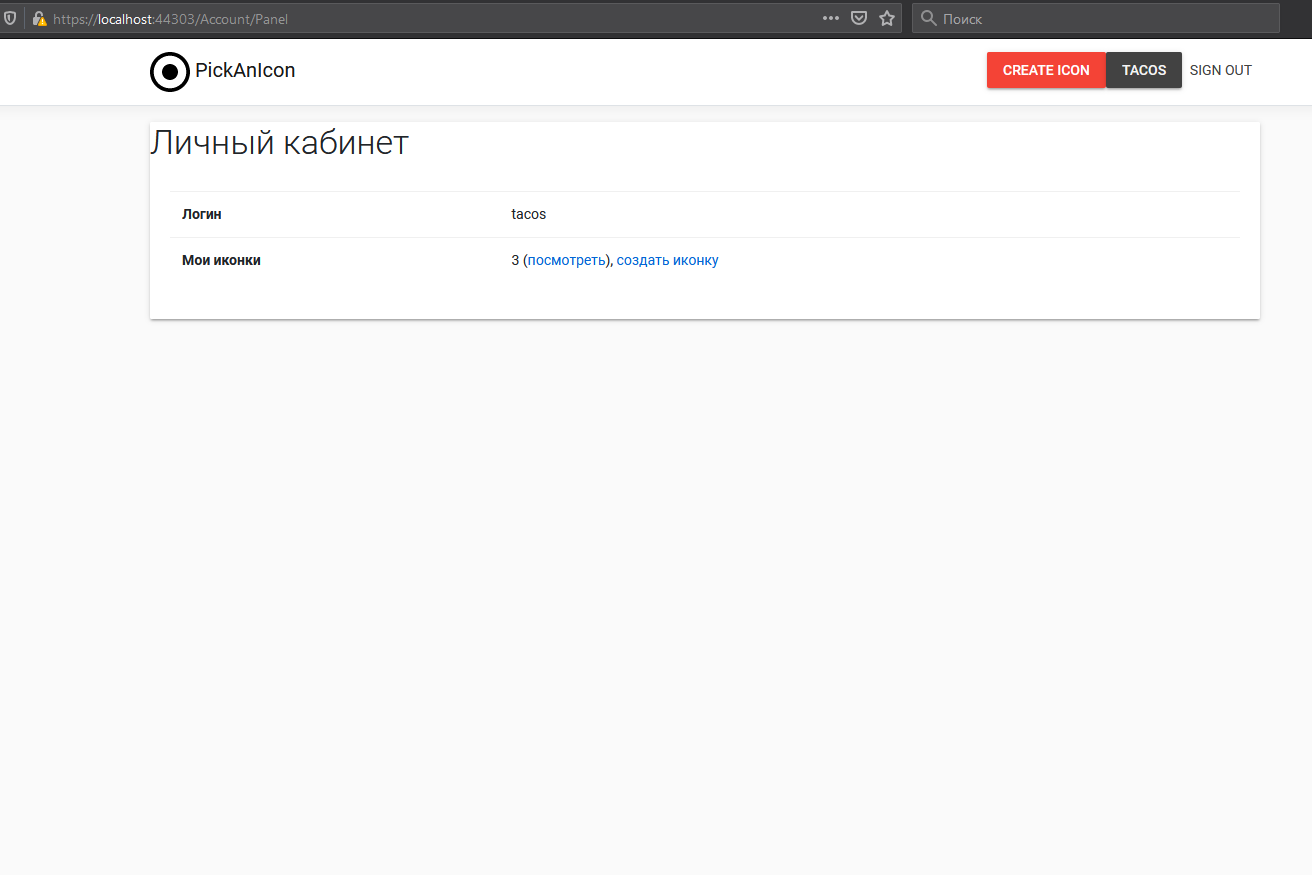 https://localhost:44303/Account/Panel Поиск
PickAnIcon CREATE ICON TACOS SIGN OUT
Личный кабинет
Логин tacos
Мои иконки 3 (посмотреть), создать иконку